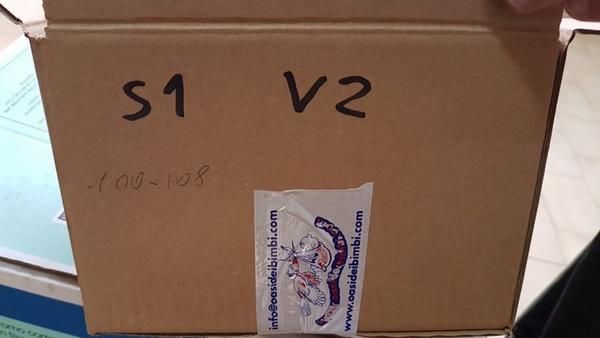 S1 V2
100-108
info@oasideibimbi.com
www.oasideibimbi.com